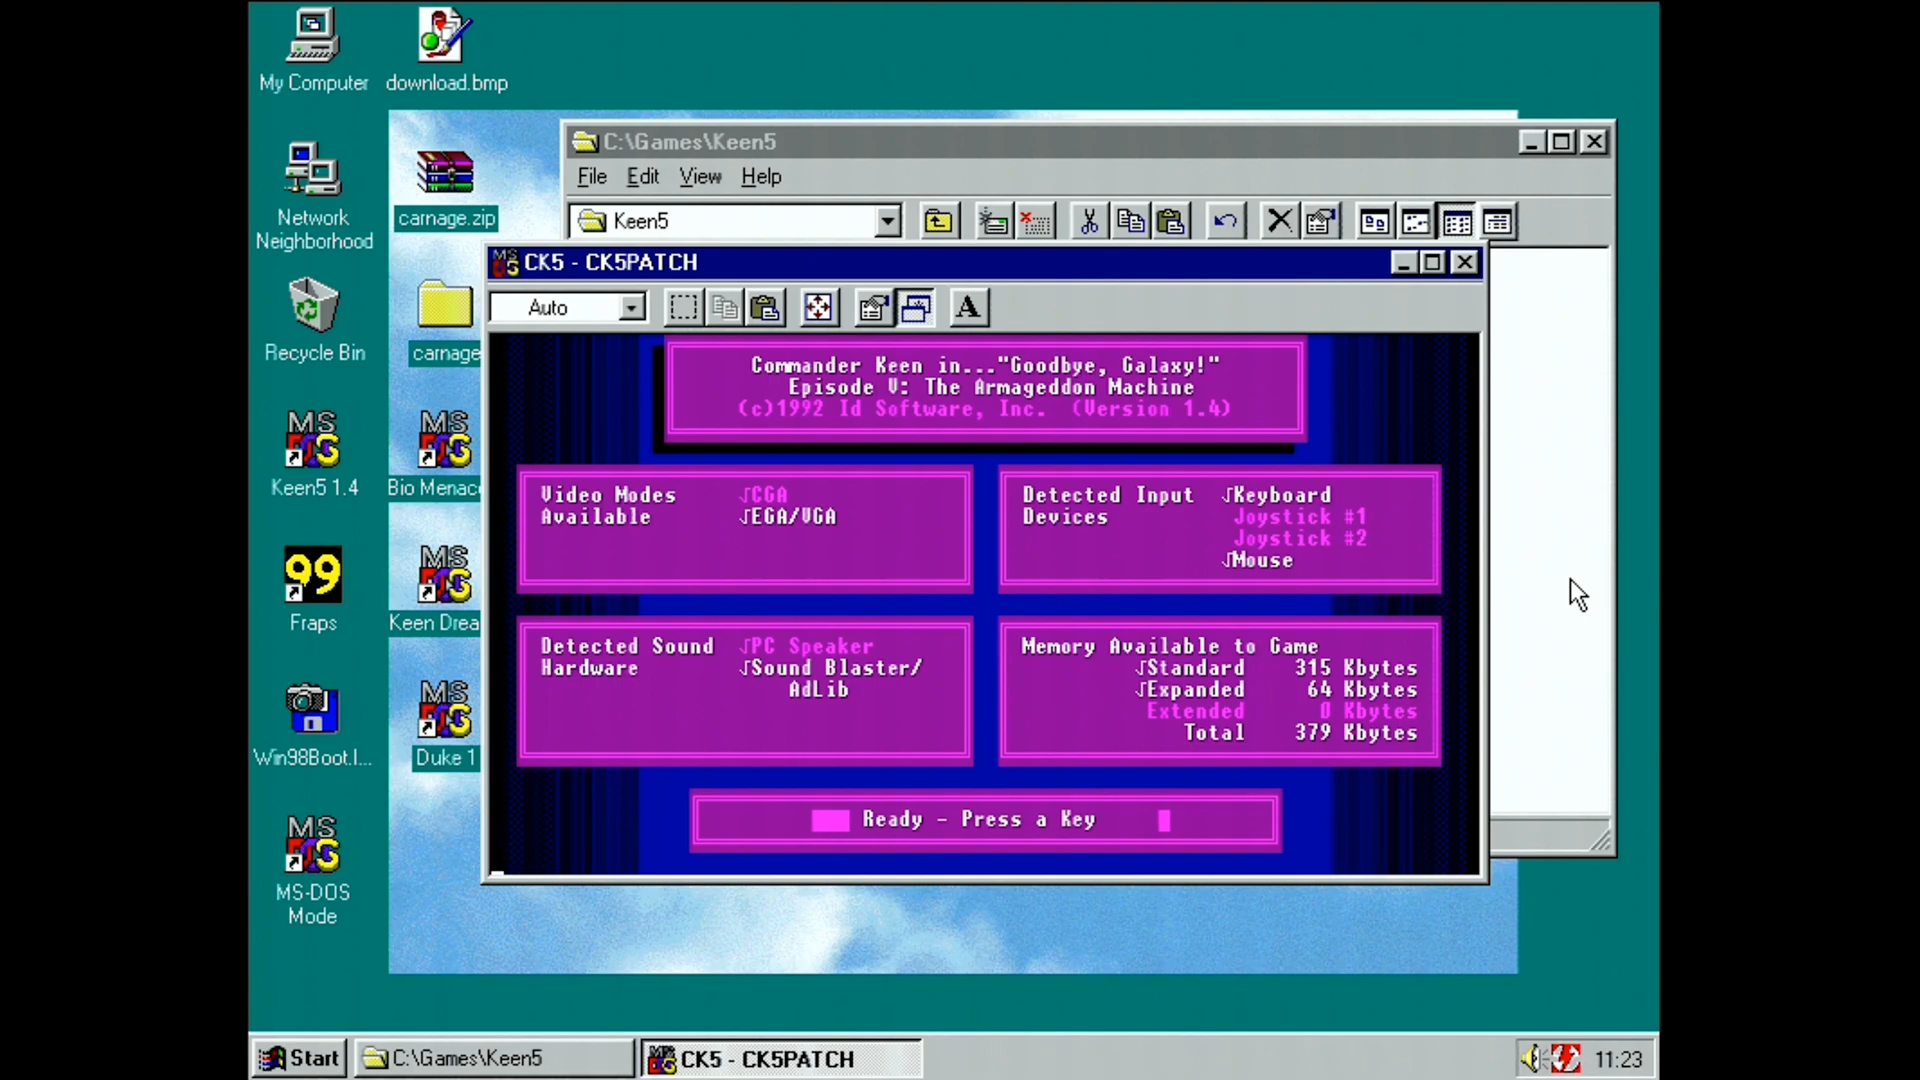 My Computer
download.bmp
Network
Neighborhood
carnage.zip
Recycle Bin
carnage
Keen5 1.4
Bio Menac
Fraps
Keen Drea
Win98Boot.I...
Duke 1
MS-DOS
Mode
C:\Games\Keen5
File Edit View Help
Keen5
CK5 - CK5PATCH
Auto
A
Commander Keen in..."Goodbye, Galaxy!"
Episode V: The Armageddon Machine
(c)1992 Id Software, Inc. (Version 1.4)
Video Modes √CGA
Available √EGA/VGA
Detected Input √Keyboard
Devices Joystick #1
Joystick #2
√Mouse
Detected Sound √PC Speaker
Hardware √Sound Blaster/
AdLib
Memory Available to Game
√Standard 315 Kbytes
√Expanded 64 Kbytes
Extended 0 Kbytes
Total 379 Kbytes
Ready - Press a Key
Start
C:\Games\Keen5
CK5 - CK5PATCH
11:23